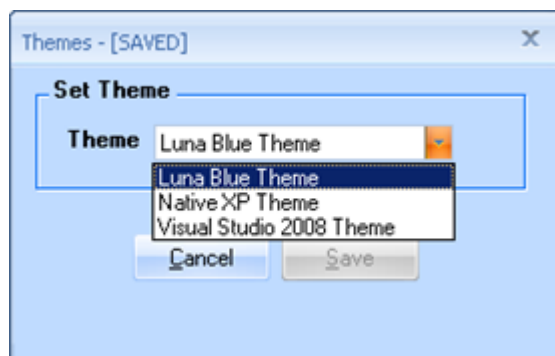 Themes - [SAVED]
Set Theme
Theme Luna Blue Theme
Luna Blue Theme
Native XP Theme
Visual Studio 2008 Theme
Cancel Save